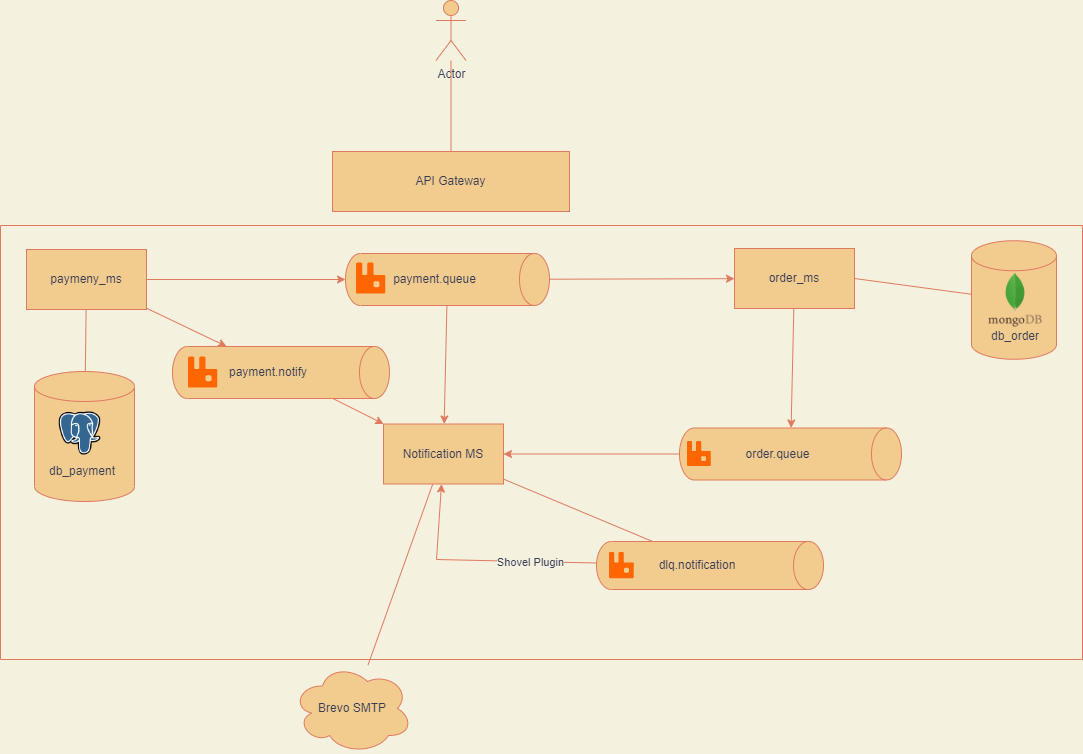 Actor
API Gateway
paymeny_ms
payment.queue
order_ms
mongoDB
db_order
payment.notify
db_payment
Notification MS
order.queue
Shovel Plugin
dlq.notification
Brevo SMTP